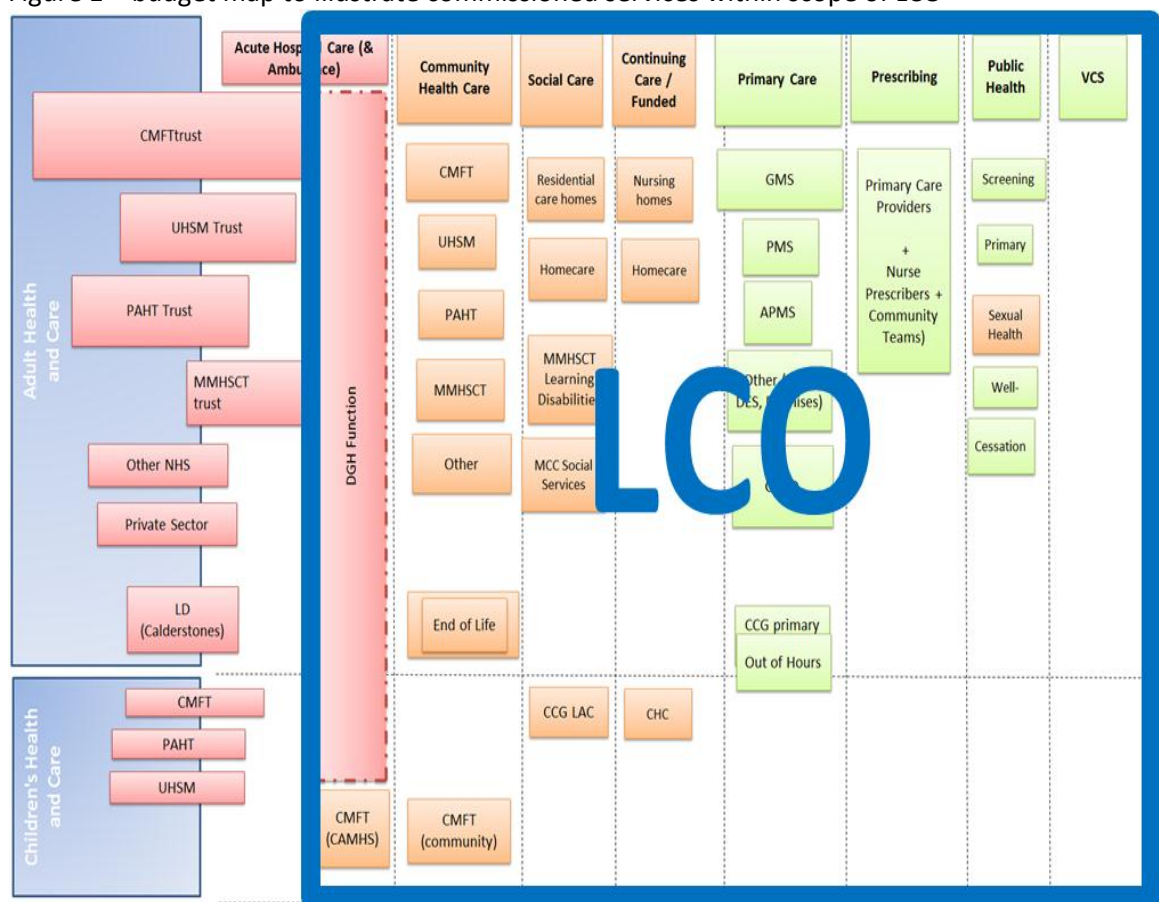 Figure 1 – budget map to illustrate commissioned services within scope of LCO
Acute Hospital Care (&
Ambulance)
Community
Health Care
Social Care
Continuing
Care /
Funded
Primary Care
Prescribing
Public
Health
VCS
Adult Health
and Care
CMFTtrust
UHSM Trust
PAHT Trust
MMHSCT
trust
Other NHS
Private Sector
LD
(Calderstones)
DGH Function
CMFT
UHSM
PAHT
MMHSCT
Other
End of Life
Residential
care homes
Homecare
MMHSCT
Learning
Disabilities
MCC Social
Services
Nursing
homes
Homecare
GMS
PMS
APMS
Other
DES,
CCG primary
Out of Hours
Primary Care
Providers
+
Nurse
Prescribers +
Community
Teams)
Screening
Primary
Sexual
Health
Well-
Cessation
LCO
Children's Health
and Care
CMFT
PAHT
UHSM
CMFT
(CAMHS)
CMFT
(community)
CCG LAC
CHC